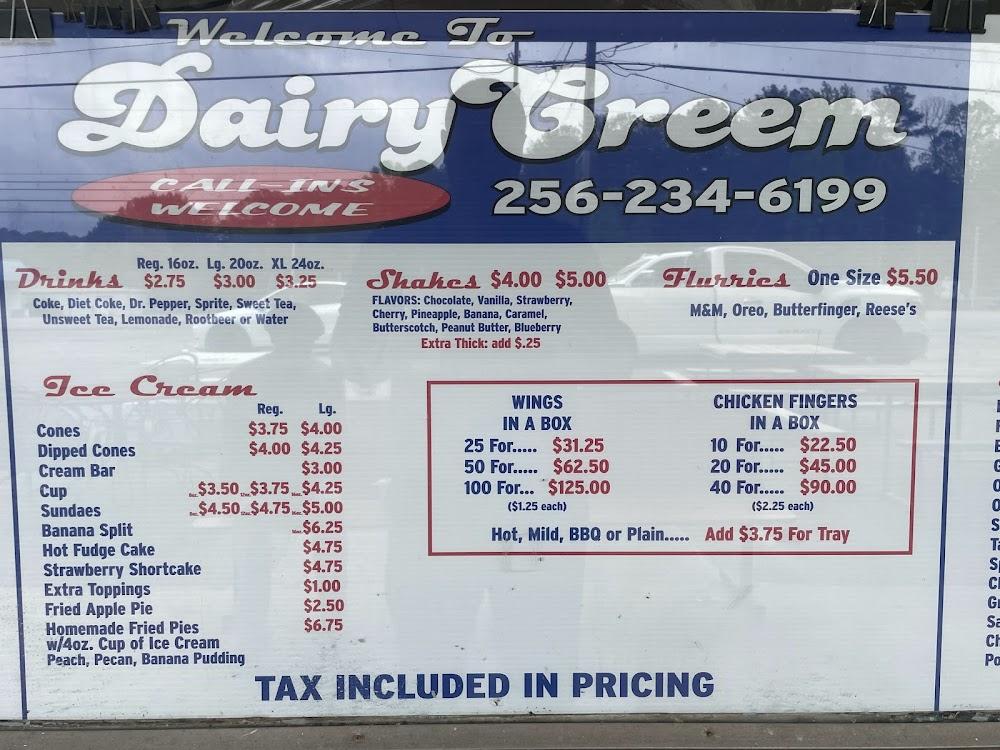 Welcome To
Dairy Creem
CALL-INS
WELCOME
256-234-6199
Reg. 16oz. Lg. 20oz. XL 24oz.
Drinks $2.75 $3.00 $3.25
Coke, Diet Coke, Dr. Pepper, Sprite, Sweet Tea,
Unsweet Tea, Lemonade, Rootbeer or Water
Shakes $4.00 $5.00
FLAVORS: Chocolate, Vanilla, Strawberry,
Cherry, Pineapple, Banana, Caramel,
Butterscotch, Peanut Butter, Blueberry
Extra Thick: add $.25
Flurries One Size $5.50
M&M, Oreo, Butterfinger, Reese's
Ice Cream
Reg. Lg.
Cones $3.75 $4.00
Dipped Cones $4.00 $4.25
Cream Bar $3.00
Cup $3.50 $3.75 $4.25
Sundaes $4.50 $4.75 $5.00
Banana Split $6.25
Hot Fudge Cake $4.75
Strawberry Shortcake $4.75
Extra Toppings $1.00
Fried Apple Pie $2.50
Homemade Fried Pies $6.75
w/4oz. Cup of Ice Cream
Peach, Pecan, Banana Pudding
WINGS
IN A BOX
25 For..... $31.25
50 For..... $62.50
100 For... $125.00
($1.25 each)
CHICKEN FINGERS
IN A BOX
10 For..... $22.50
20 For..... $45.00
40 For..... $90.00
($2.25 each)
Hot, Mild, BBQ or Plain..... Add $3.75 For Tray
TAX INCLUDED IN PRICING